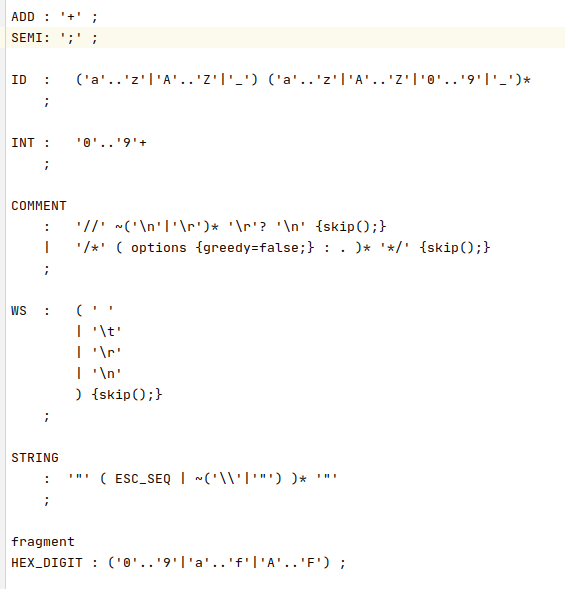 ADD : '+' ;
SEMI: ';' ;
ID  :   ('a'..'z'|'A'..'Z'|'_') ('a'..'z'|'A'..'Z'|'0'..'9'|'_')*
    ;
INT :   '0'..'9'+
    ;
COMMENT
    :   '//' ~('\n'|'\r')* '\r'? '\n' {skip();}
    |   '/*' ( options {greedy=false;} : . )* '*/' {skip();}
    ;
WS  :   ( ' '
        | '\t'
        | '\r'
        | '\n'
        ) {skip();}
    ;
STRING
    :  '"' ( ESC_SEQ | ~('\\'|'"') )* '"'
    ;
fragment
HEX_DIGIT : ('0'..'9'|'a'..'f'|'A'..'F') ;